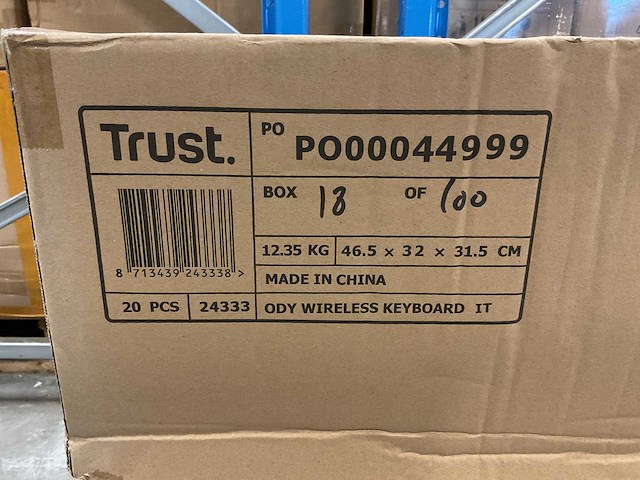 Trust.
PO PO00044999
BOX 18 OF 100
8 713439 243338 >
12.35 KG 46.5 x 32 x 31.5 CM
MADE IN CHINA
20 PCS 24333 ODY WIRELESS KEYBOARD IT